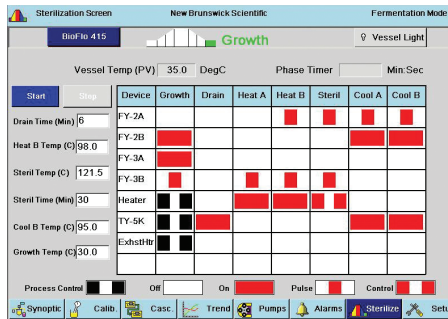 Sterilization Screen New Brunswick Scientific Fermentation Mode
BioFlo 415 Growth Vessel Light
Vessel Temp (PV) 35.0 DegC Phase Timer Min:Sec
Start Stop Device Growth Drain Heat A Heat B Steril Cool A Cool B
Drain Time (Min) 6 FY-2A
Heat B Temp (C) 98.0 FY-2B
FY-3A
Steril Temp (C) 121.5 FY-3B
Steril Time (Min) 30 Heater
Cool B Temp (C) 95.0 TY-5K
Growth Temp (C) 30.0 ExhstHtr
Process Control Off On Pulse Control
Synoptic Calib. Casc. Trend Pumps Alarms Sterilize Set